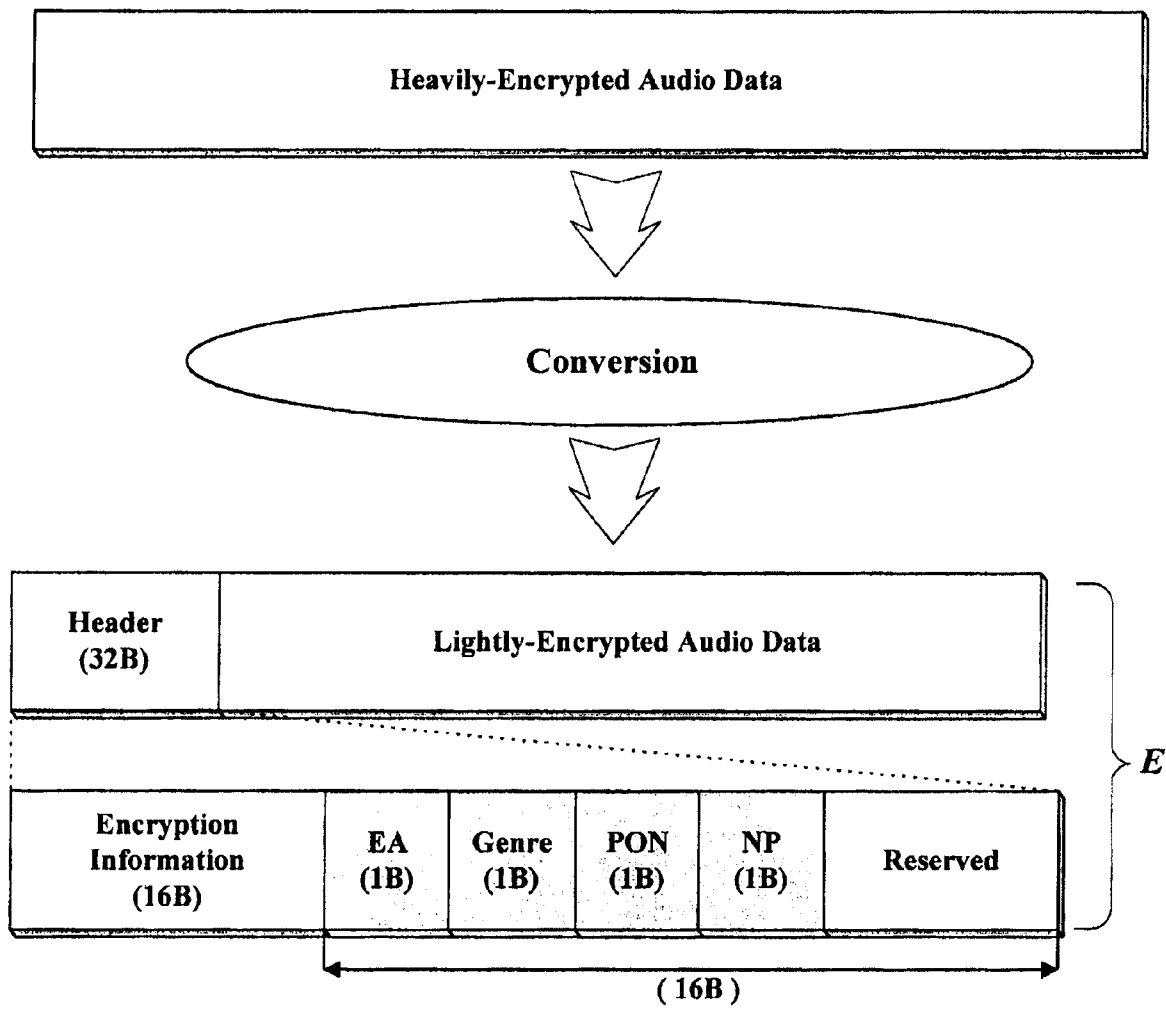 Heavily-Encrypted Audio Data
Conversion
Header
(32B)
Lightly-Encrypted Audio Data
E
Encryption
Information
(16B)
EA
(1B)
Genre
(1B)
PON
(1B)
NP
(1B)
Reserved
( 16B )